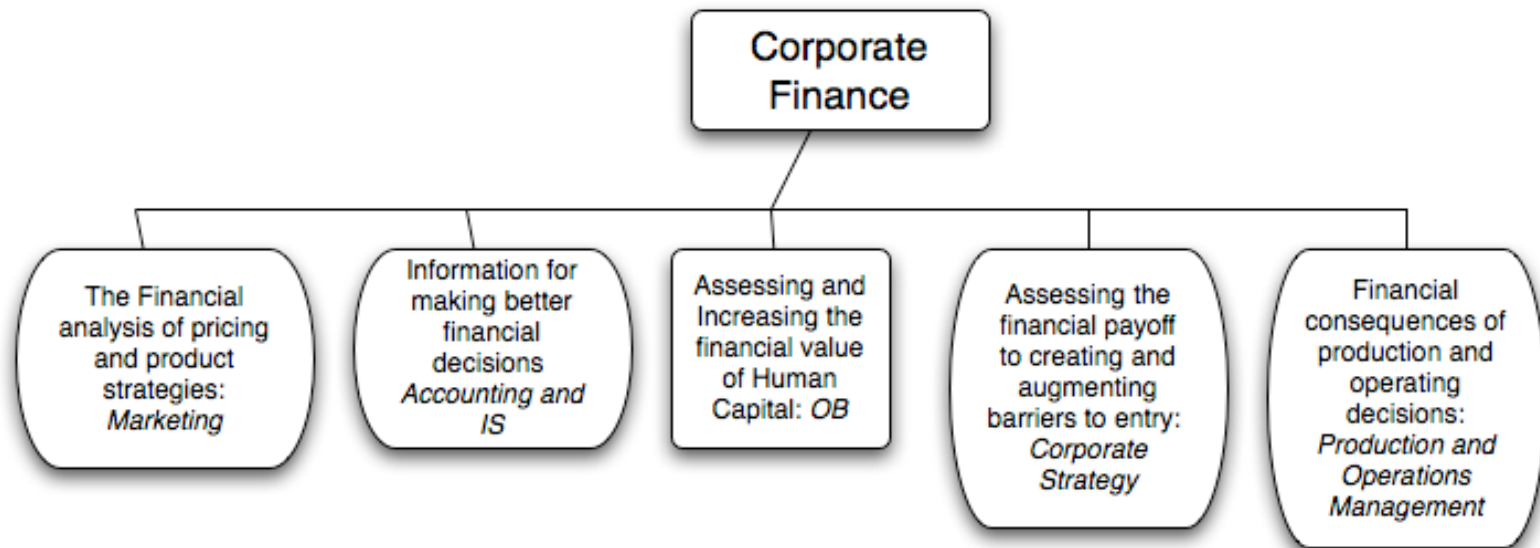 Corporate
Finance
The Financial
analysis of pricing
and product
strategies:
Marketing
Information for
making better
financial
decisions
Accounting and
IS
Assessing and
Increasing the
financial value
of Human
Capital: OB
Assessing the
financial payoff
to creating and
augmenting
barriers to entry:
Corporate
Strategy
Financial
consequences of
production and
operating
decisions:
Production and
Operations
Management